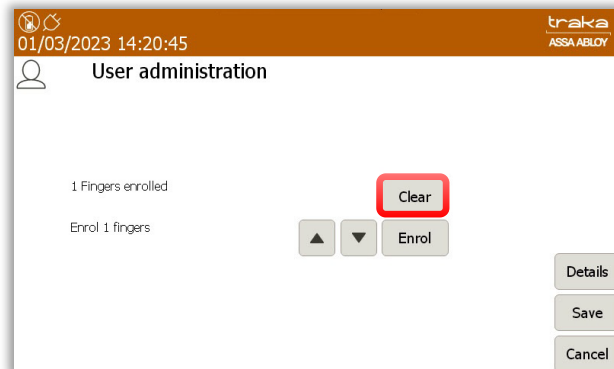 traka
01/03/2023 14:20:45
ASSA ABLOY
User administration
1 Fingers enrolled
Clear
Enrol 1 fingers
Enrol
Details
Save
Cancel